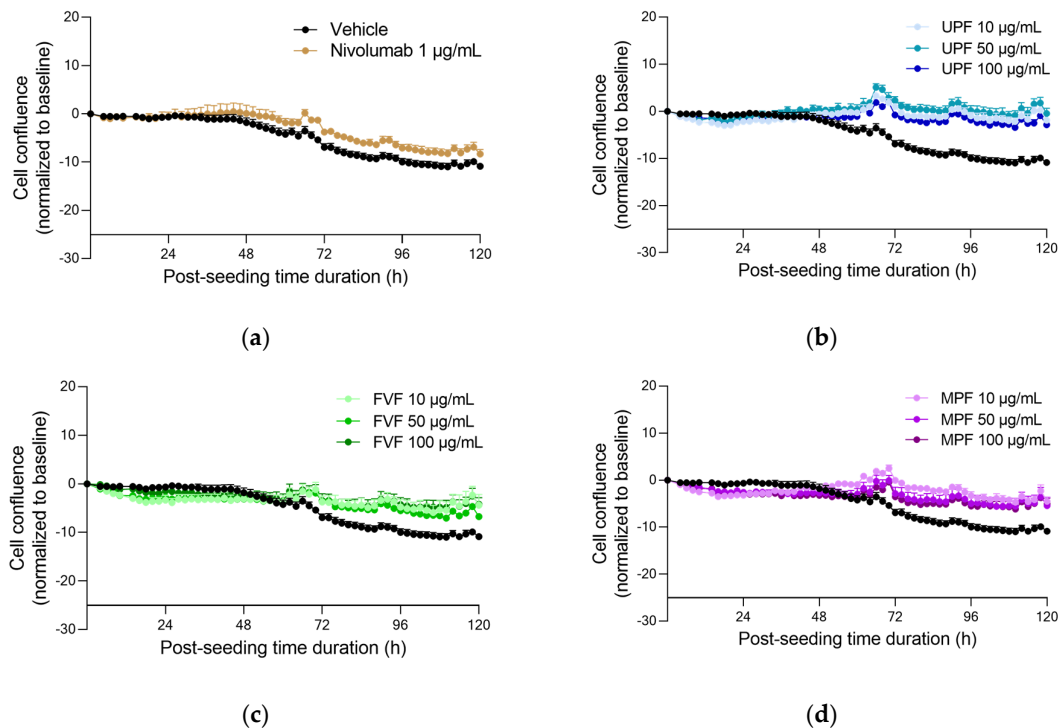 20
10
0
-10
-20
-30
Cell confluence
(normalized to baseline)
Vehicle
Nivolumab 1 µg/mL
24
48
72
96
120
Post-seeding time duration (h)
(a)
20
10
0
-10
-20
-30
Cell confluence
(normalized to baseline)
UPF 10 µg/mL
UPF 50 µg/mL
UPF 100 µg/mL
24
48
72
96
120
Post-seeding time duration (h)
(b)
20
10
0
-10
-20
-30
Cell confluence
(normalized to baseline)
FVF 10 µg/mL
FVF 50 µg/mL
FVF 100 µg/mL
24
48
72
96
120
Post-seeding time duration (h)
(c)
20
10
0
-10
-20
-30
Cell confluence
(normalized to baseline)
MPF 10 µg/mL
MPF 50 µg/mL
MPF 100 µg/mL
24
48
72
96
120
Post-seeding time duration (h)
(d)